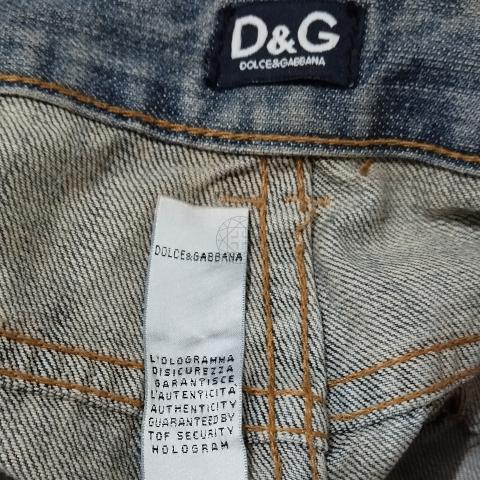 D&G
DOLCE&GABBANA
DOLCE&GABBANA
L'OLOGRAMMA
DISICUREZZA
GARANTISCE
L'AUTENTICITA
AUTHENTICITY
GUARANTEED BY
TOF SECURITY
HOLOGRAM